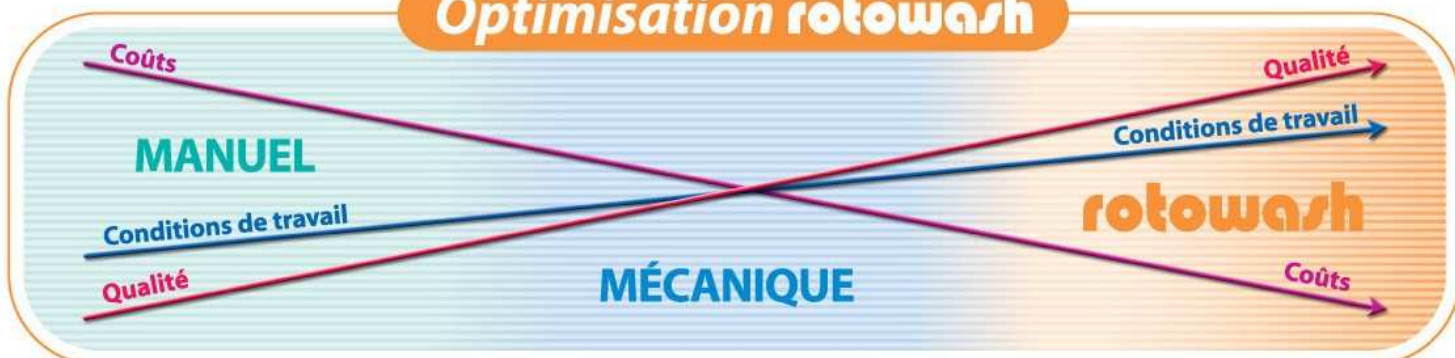 Optimisation rotowash
Coûts
Qualité
Conditions de travail
MANUEL
rotowash
Conditions de travail
Qualité
MÉCANIQUE
Coûts